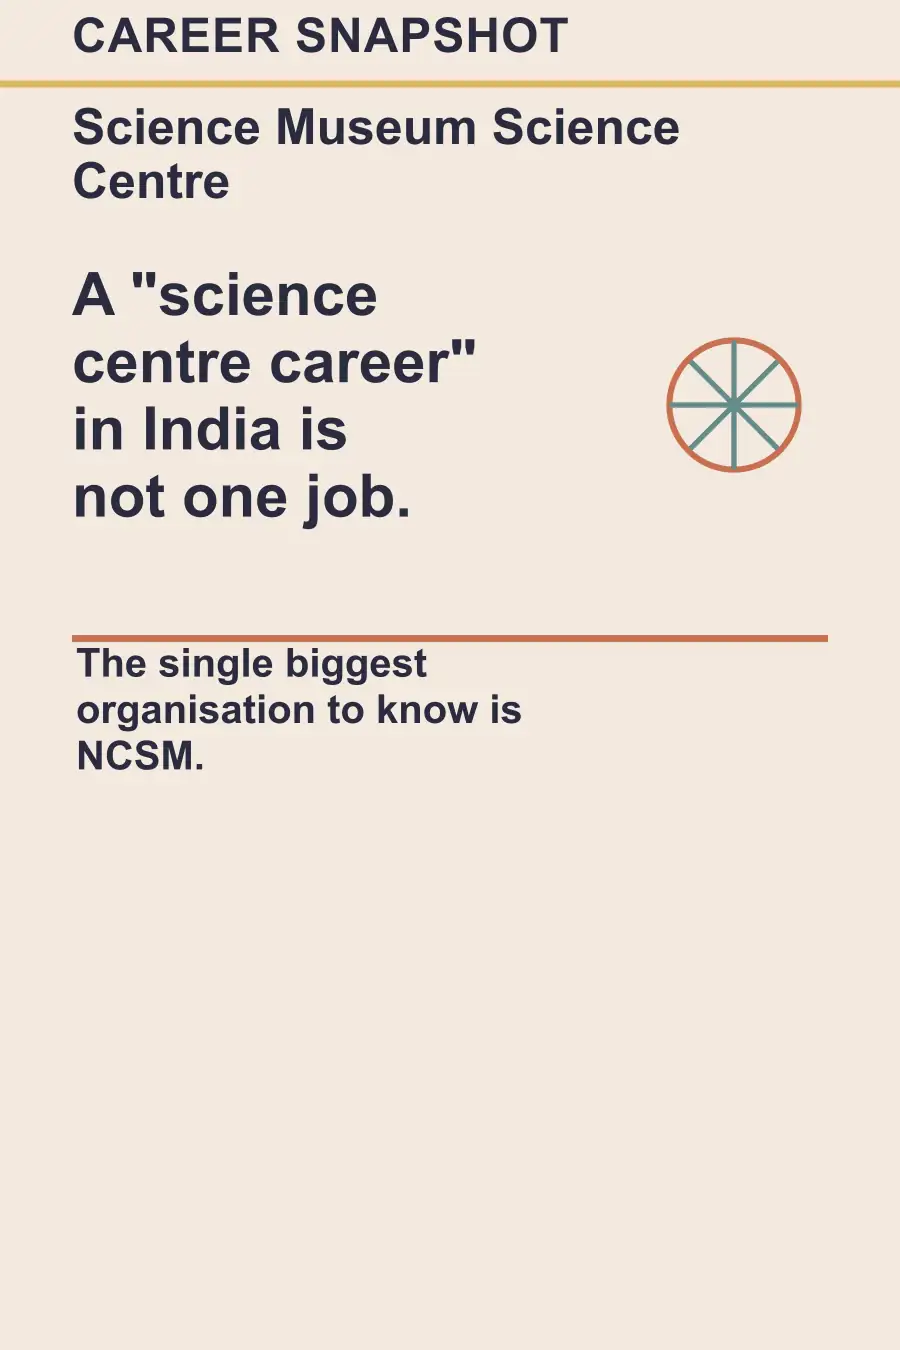 CAREER SNAPSHOT
Science Museum Science
Centre
A "science
centre career"
in India is
not one job.
The single biggest
organisation to know is
NCSM.